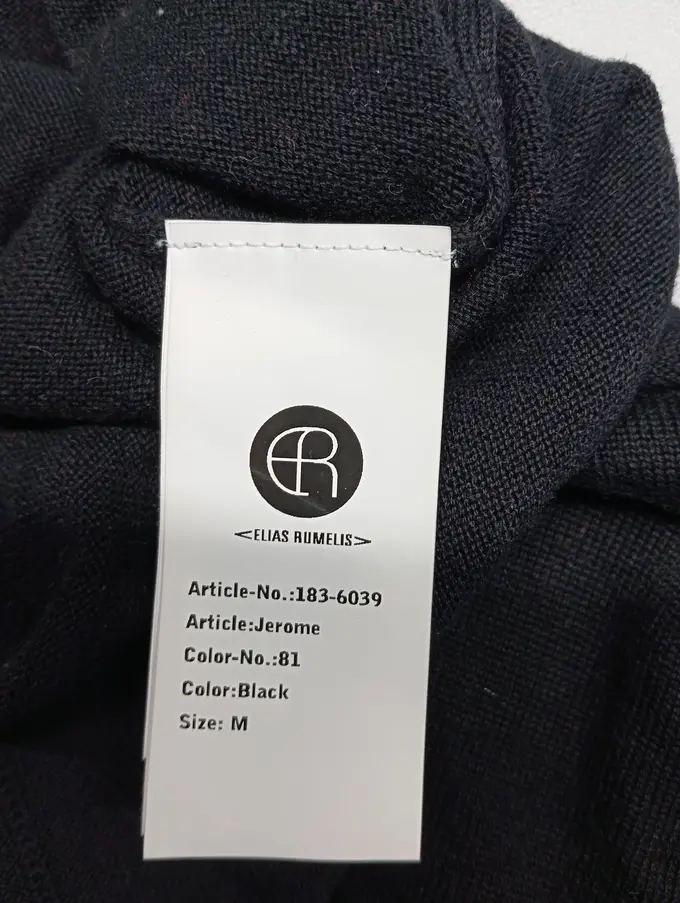 ER
<ELIAS RUMELIS>
Article-No.:183-6039
Article:Jerome
Color-No.:81
Color:Black
Size: M